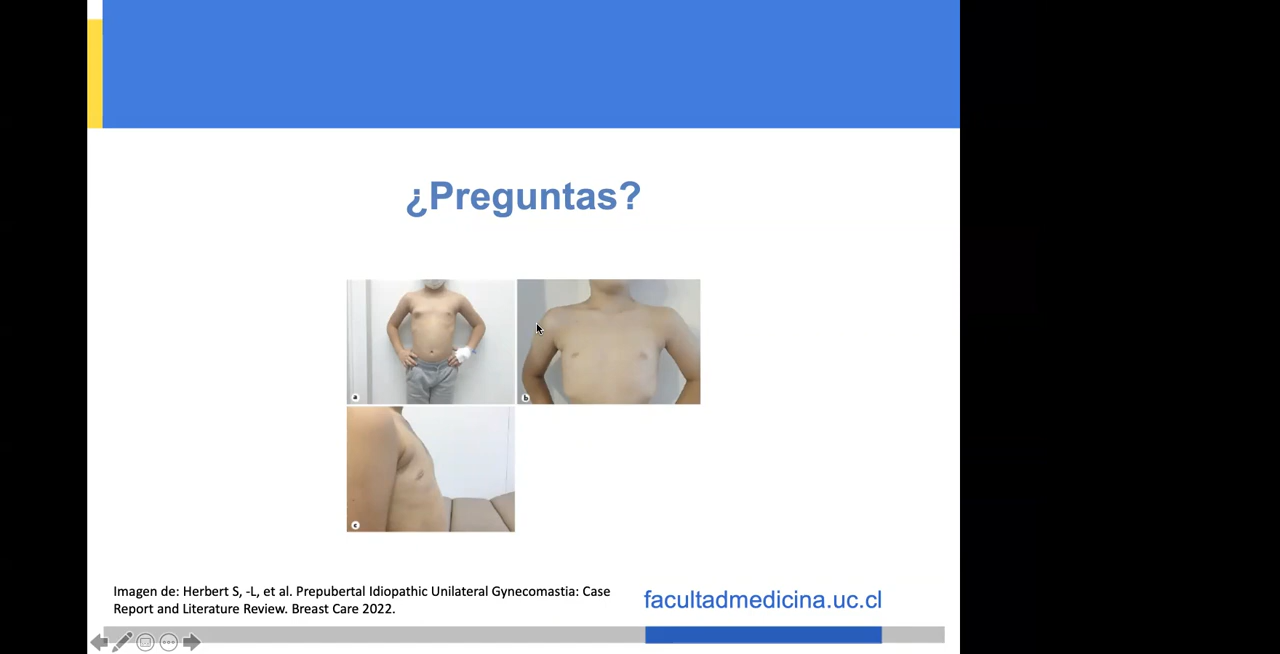 ¿Preguntas?
a
b
c
Imagen de: Herbert S, -L, et al. Prepubertal Idiopathic Unilateral Gynecomastia: Case
Report and Literature Review. Breast Care 2022.
facultadmedicina.uc.cl